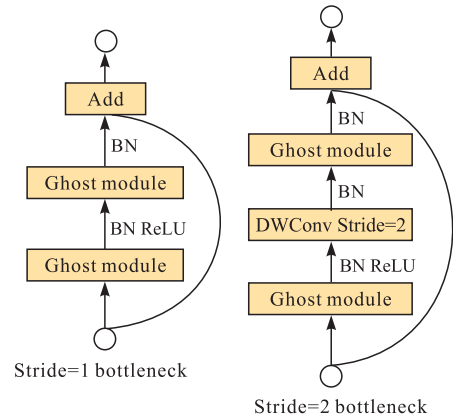 Add
BN
Ghost module
BN ReLU
Ghost module
Stride=1 bottleneck
Add
BN
Ghost module
BN
DWConv Stride=2
BN ReLU
Ghost module
Stride=2 bottleneck